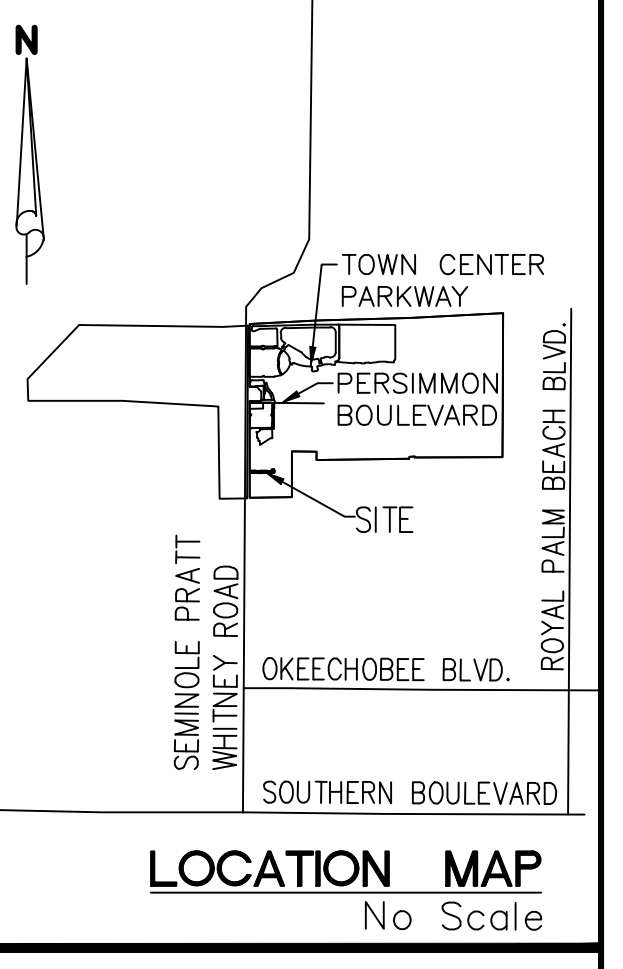 N
TOWN CENTER
PARKWAY
PERSIMMON
BOULEVARD
ROYAL PALM BEACH BLVD.
SITE
SEMINOLE PRATT
WHITNEY ROAD
OKEECHOBEE BLVD.
SOUTHERN BOULEVARD
LOCATION MAP
No Scale